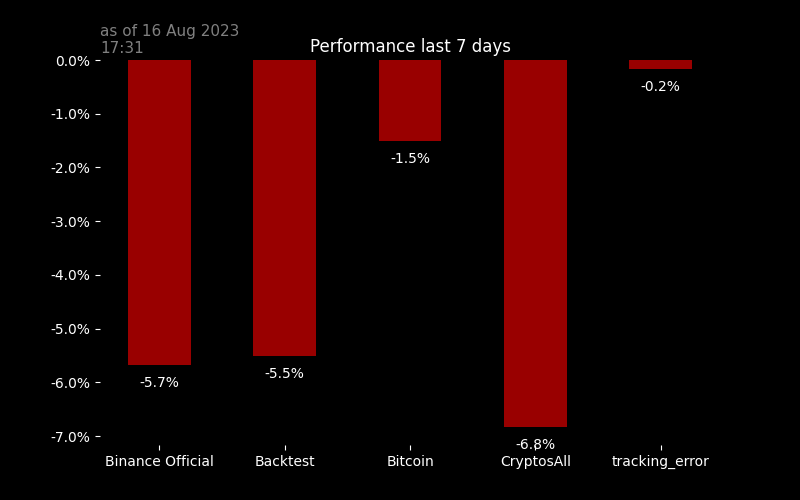 as of 16 Aug 2023
17:31
Performance last 7 days
0.0%
-1.0%
-2.0%
-3.0%
-4.0%
-5.0%
-6.0%
-7.0%
-5.7%
-5.5%
-1.5%
-6.8%
-0.2%
Binance Official
Backtest
Bitcoin
CryptosAll
tracking_error